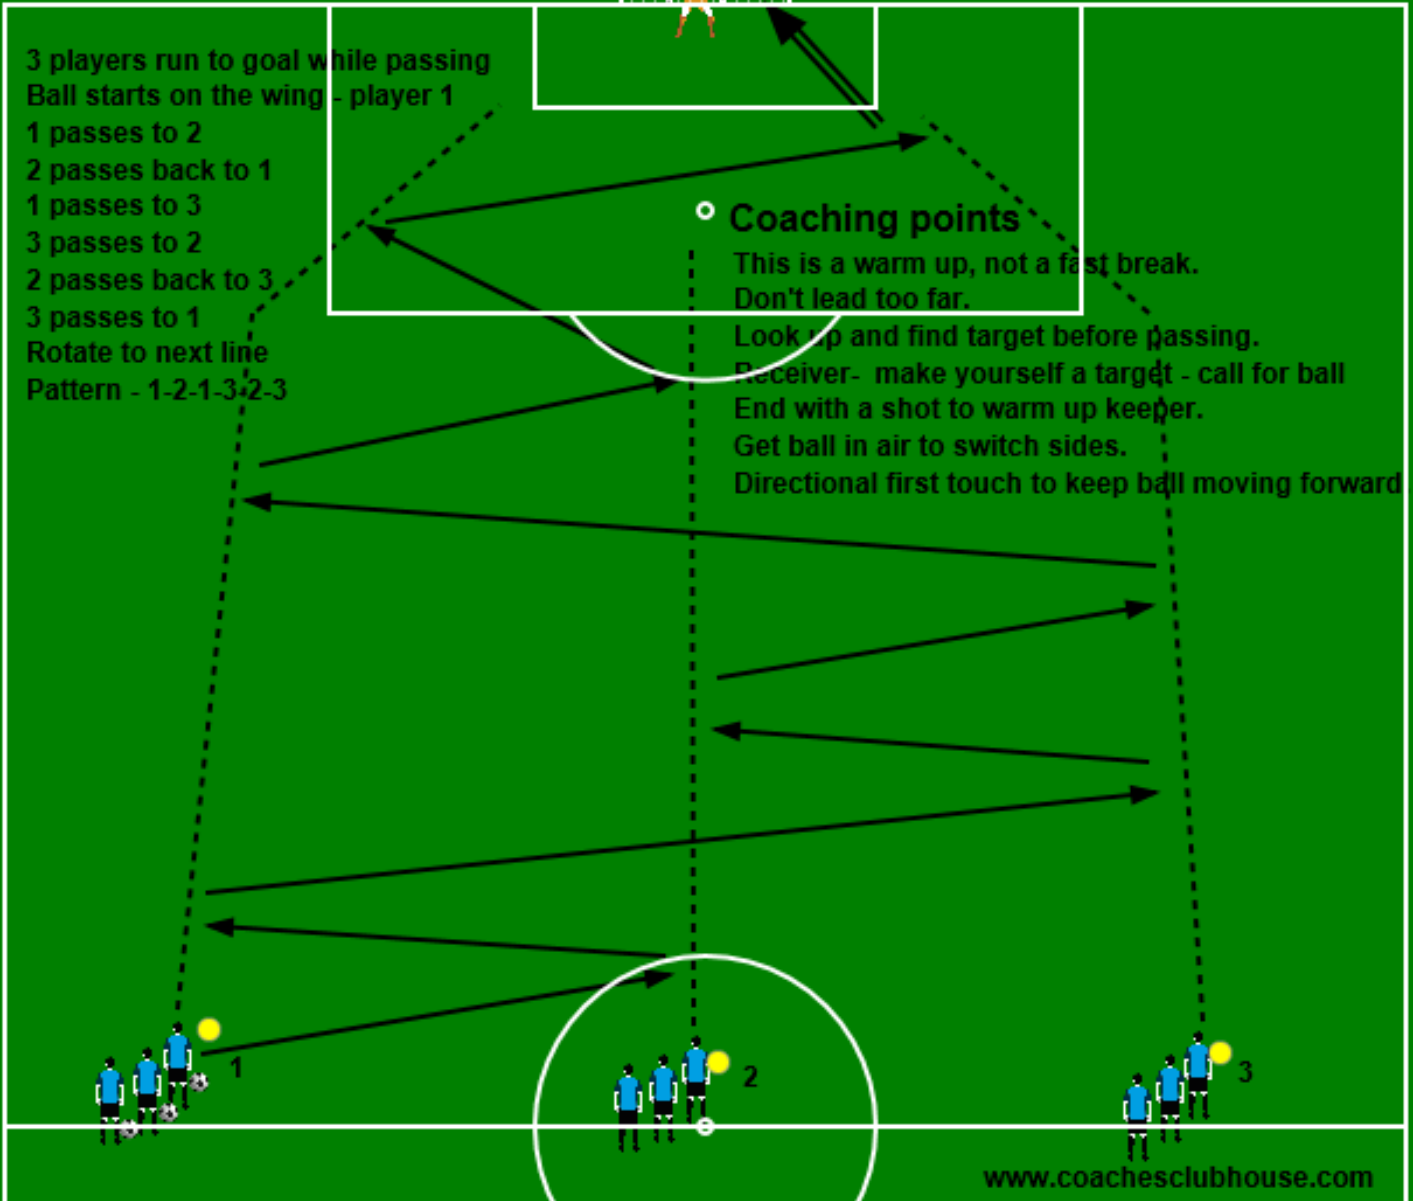 3 players run to goal while passing
Ball starts on the wing - player 1
1 passes to 2
2 passes back to 1
1 passes to 3
3 passes to 2
2 passes back to 3
3 passes to 1
Rotate to next line
Pattern - 1-2-1-3-2-3
Coaching points
This is a warm up, not a fast break.
Don't lead too far.
Look up and find target before passing.
Receiver- make yourself a target - call for ball
End with a shot to warm up keeper.
Get ball in air to switch sides.
Directional first touch to keep ball moving forward
1
2
3
www.coachesclubhouse.com